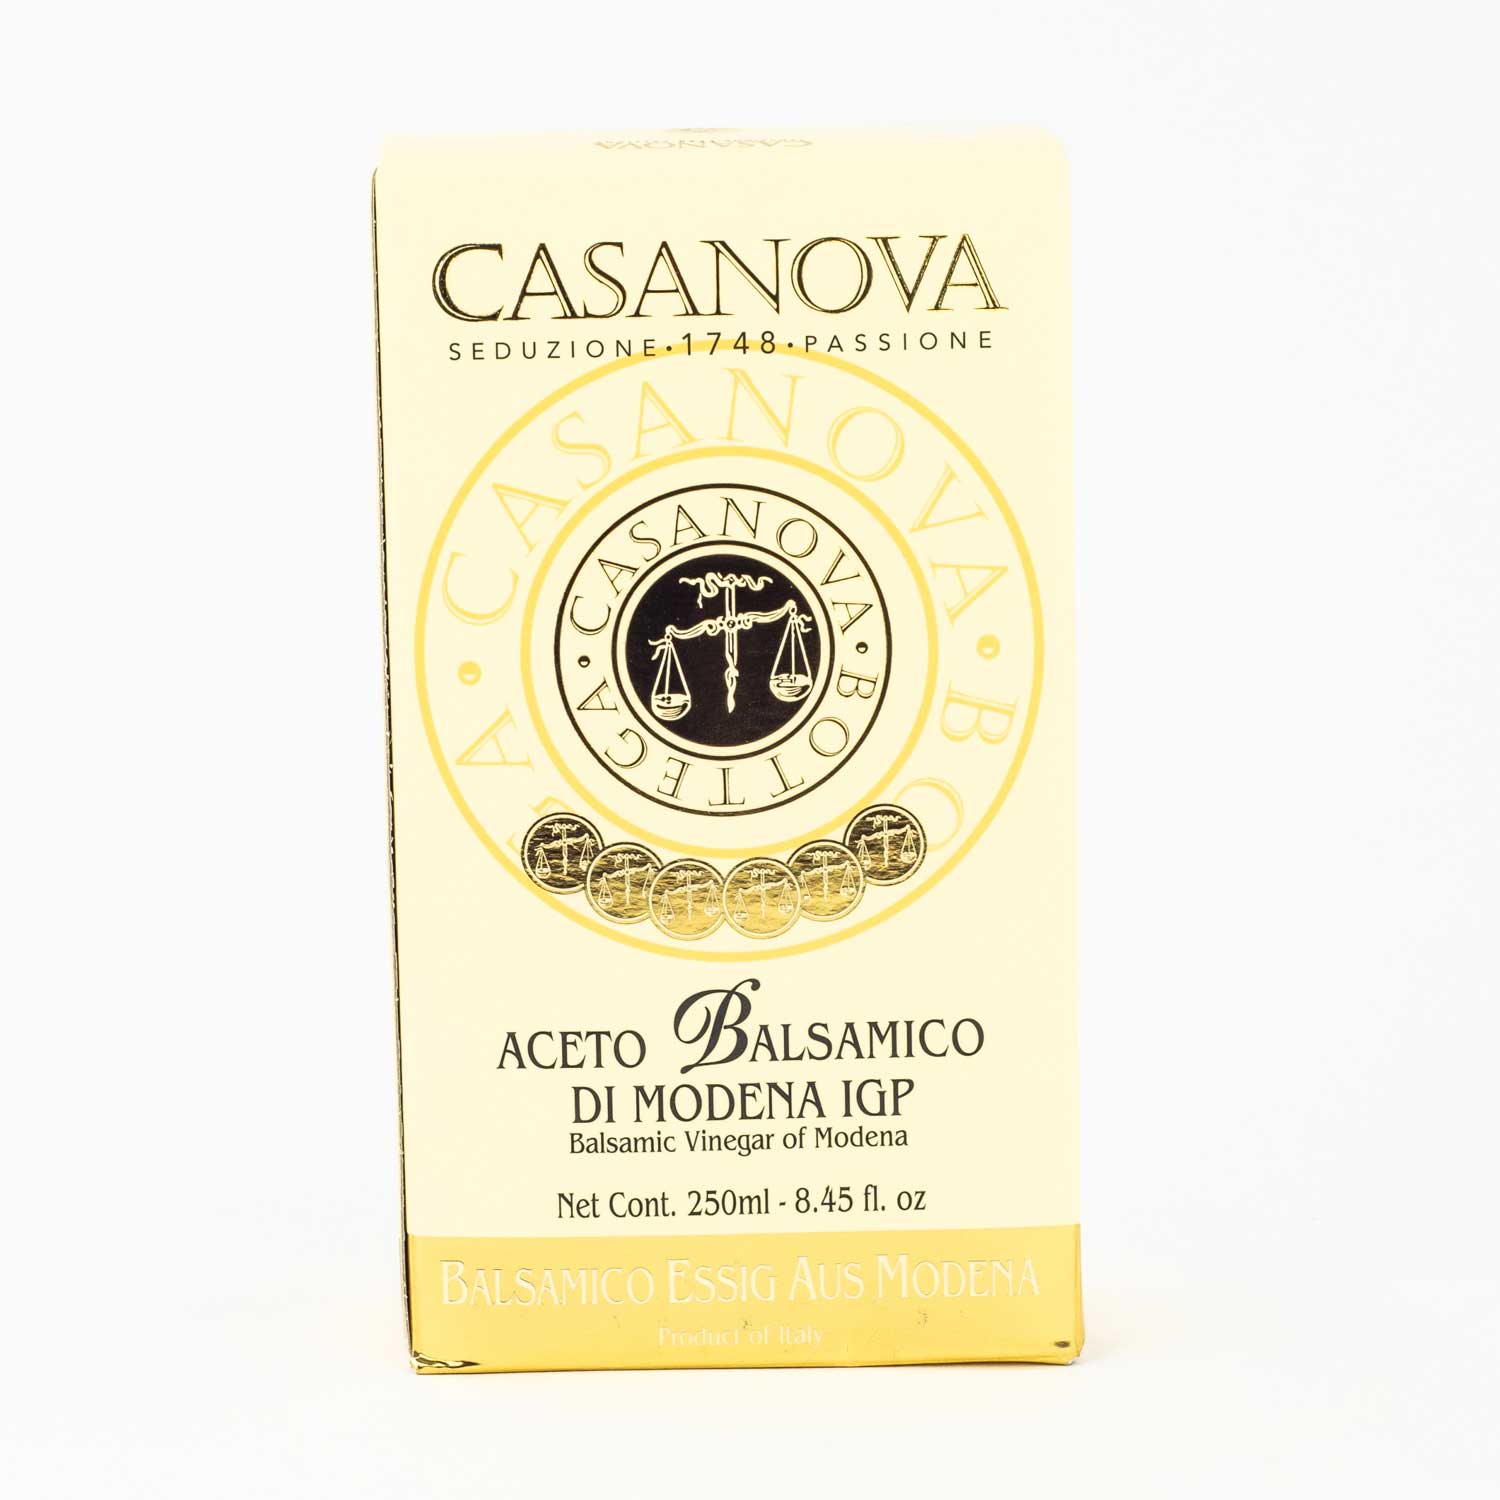 CASANOVA
CASANOVA
SEDUZIONE • 1748 • PASSIONE
CASANOVA • BO
A •
CASANOVA • BOTTEGA •
ACETO BALSAMICO
DI MODENA IGP
Balsamic Vinegar of Modena
Net Cont. 250ml - 8.45 fl. oz
BALSAMICO ESSIG AUS MODENA
Product of Italy